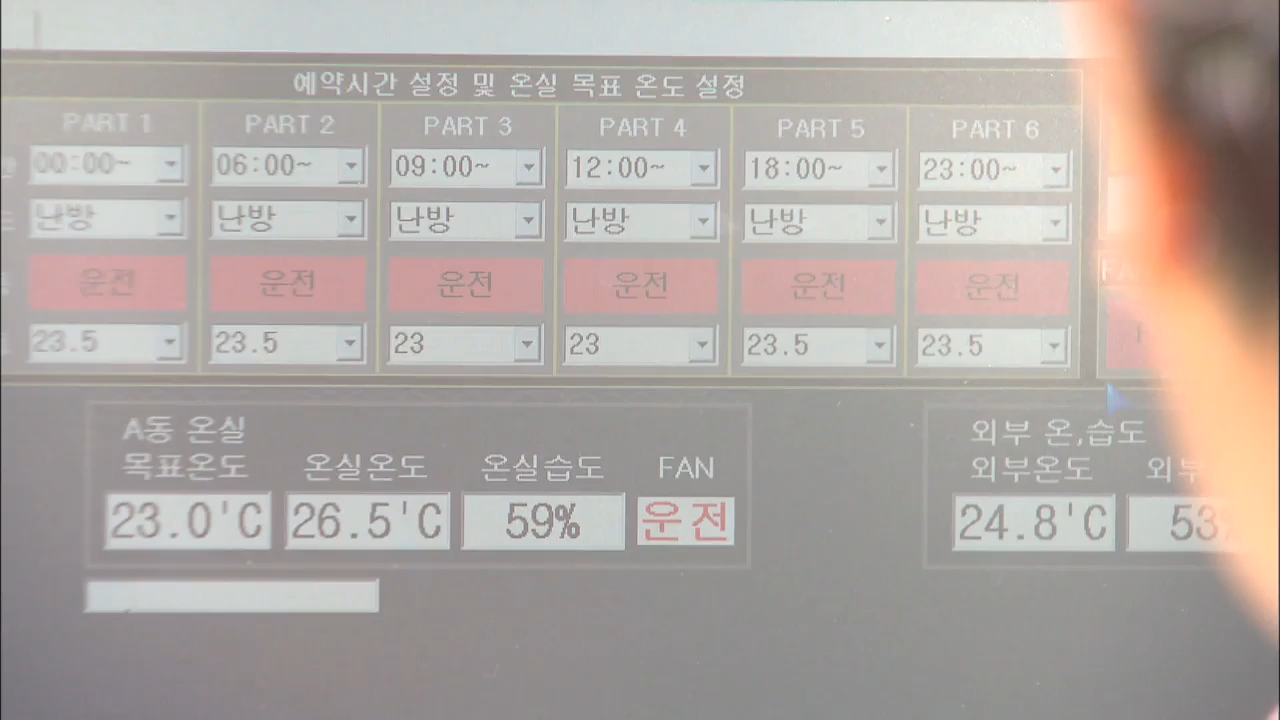 예약시간 설정 및 온실 목표 온도 설정
PART 1 PART 2 PART 3 PART 4 PART 5 PART 6
00:00~ 06:00~ 09:00~ 12:00~ 18:00~ 23:00~
난방 난방 난방 난방 난방 난방
운전 운전 운전 운전 운전 운전
23.5 23.5 23 23 23.5 23.5
A동 온실
목표온도 온실온도 온실습도 FAN
23.0'C 26.5'C 59% 운전
외부 온,습도
외부온도 외부
24.8'C 53%